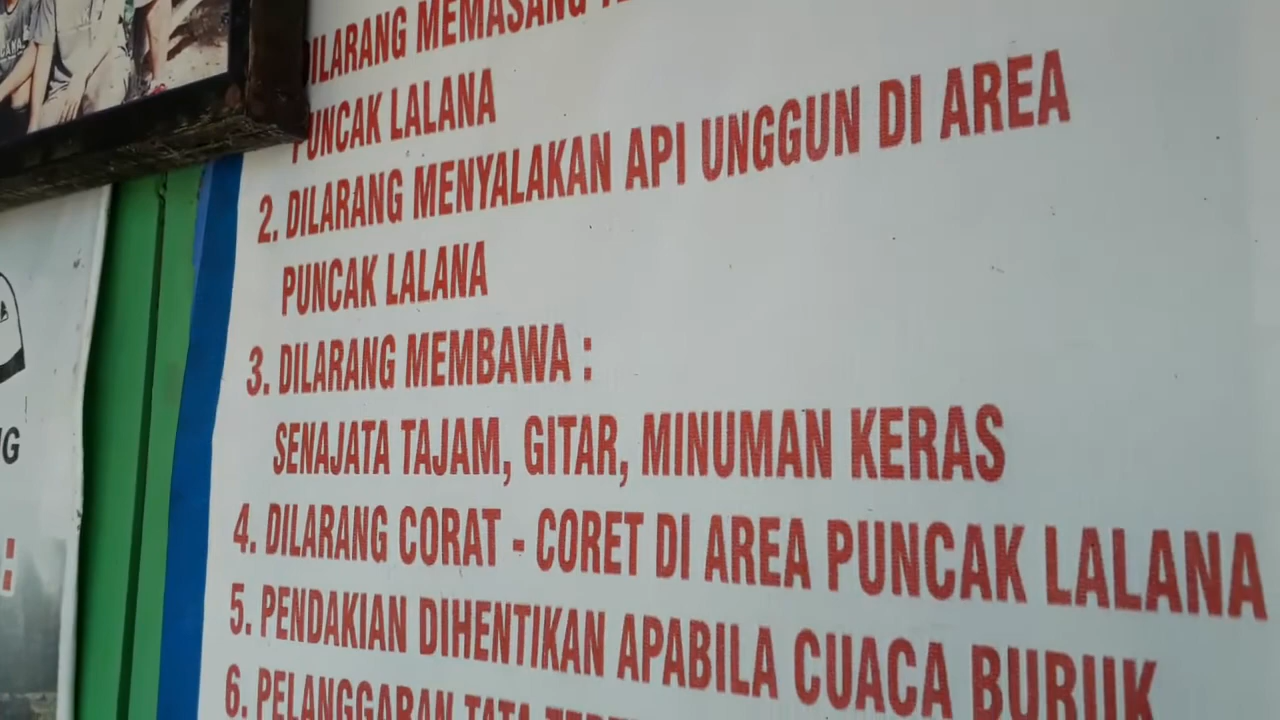 DILARANG MEMASANG
PUNCAK LALANA
2. DILARANG MENYALAKAN API UNGGUN DI AREA
PUNCAK LALANA
3. DILARANG MEMBAWA :
SENAJATA TAJAM, GITAR, MINUMAN KERAS
4. DILARANG CORAT - CORET DI AREA PUNCAK LALANA
5. PENDAKIAN DIHENTIKAN APABILA CUACA BURUK
6. PELANGGARAN TATA